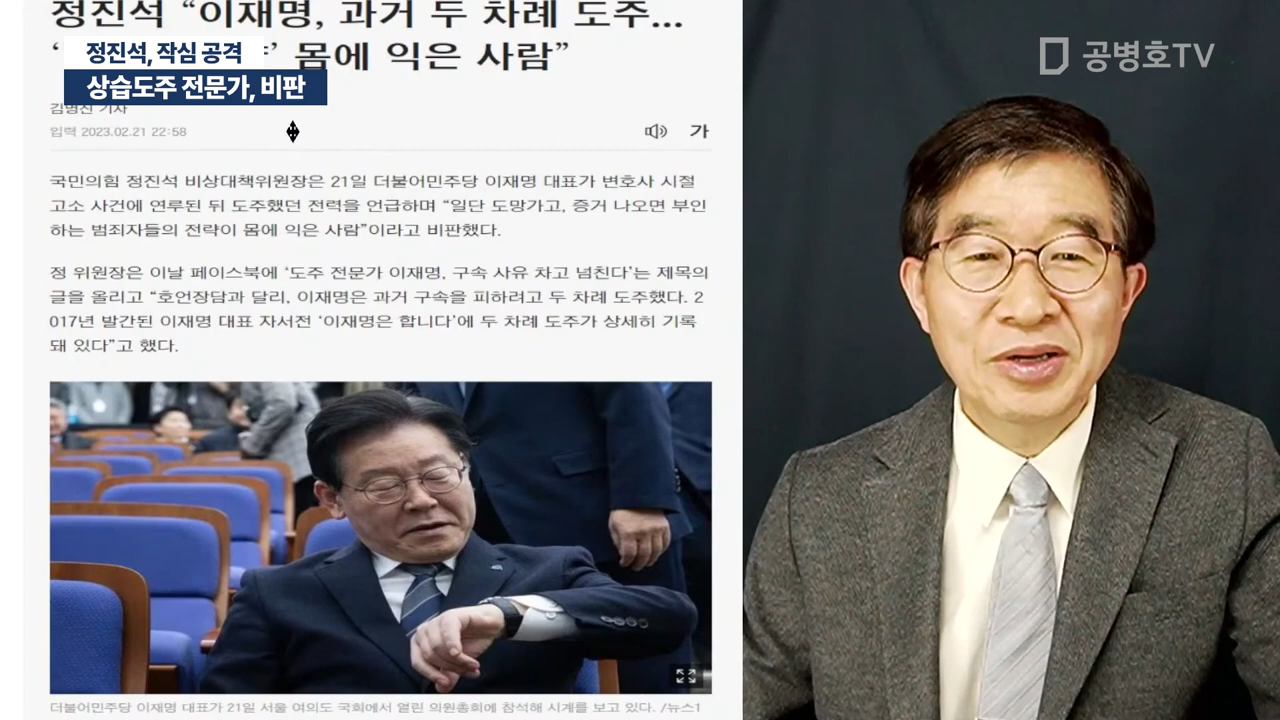 정진석 “이재명, 과거 두 차례 도주...
‘ 몸에 익은 사람”
정진석, 작심 공격
상습도주 전문가, 비판
공병호TV
김명진 기자
입력 2023.02.21 22:58
가
국민의힘 정진석 비상대책위원장은 21일 더불어민주당 이재명 대표가 변호사 시절
고소 사건에 연루된 뒤 도주했던 전력을 언급하며 “일단 도망가고, 증거 나오면 부인
하는 범죄자들의 전략이 몸에 익은 사람”이라고 비판했다.
정 위원장은 이날 페이스북에 ‘도주 전문가 이재명, 구속 사유 차고 넘친다’는 제목의
글을 올리고 “호언장담과 달리, 이재명은 과거 구속을 피하려고 두 차례 도주했다. 2
017년 발간된 이재명 대표 자서전 ‘이재명은 합니다’에 두 차례 도주가 상세히 기록
돼 있다”고 했다.
더불어민주당 이재명 대표가 21일 서울 여의도 국회에서 열린 의원총회에 참석해 시계를 보고 있다. /뉴스1